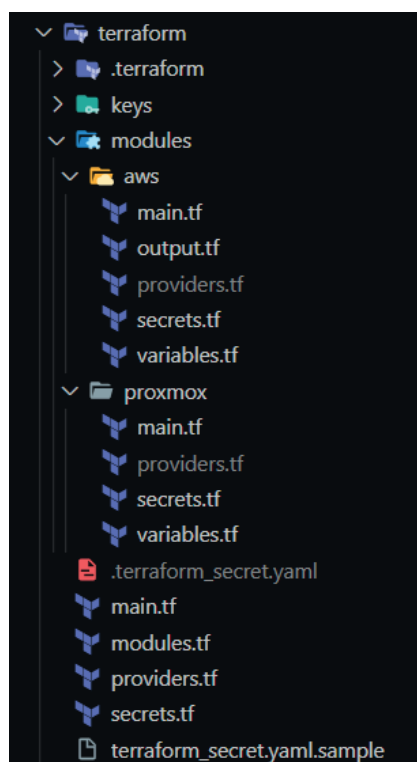 terraform
.terraform
keys
modules
aws
main.tf
output.tf
providers.tf
secrets.tf
variables.tf
proxmox
main.tf
providers.tf
secrets.tf
variables.tf
.terraform_secret.yaml
main.tf
modules.tf
providers.tf
secrets.tf
terraform_secret.yaml.sample